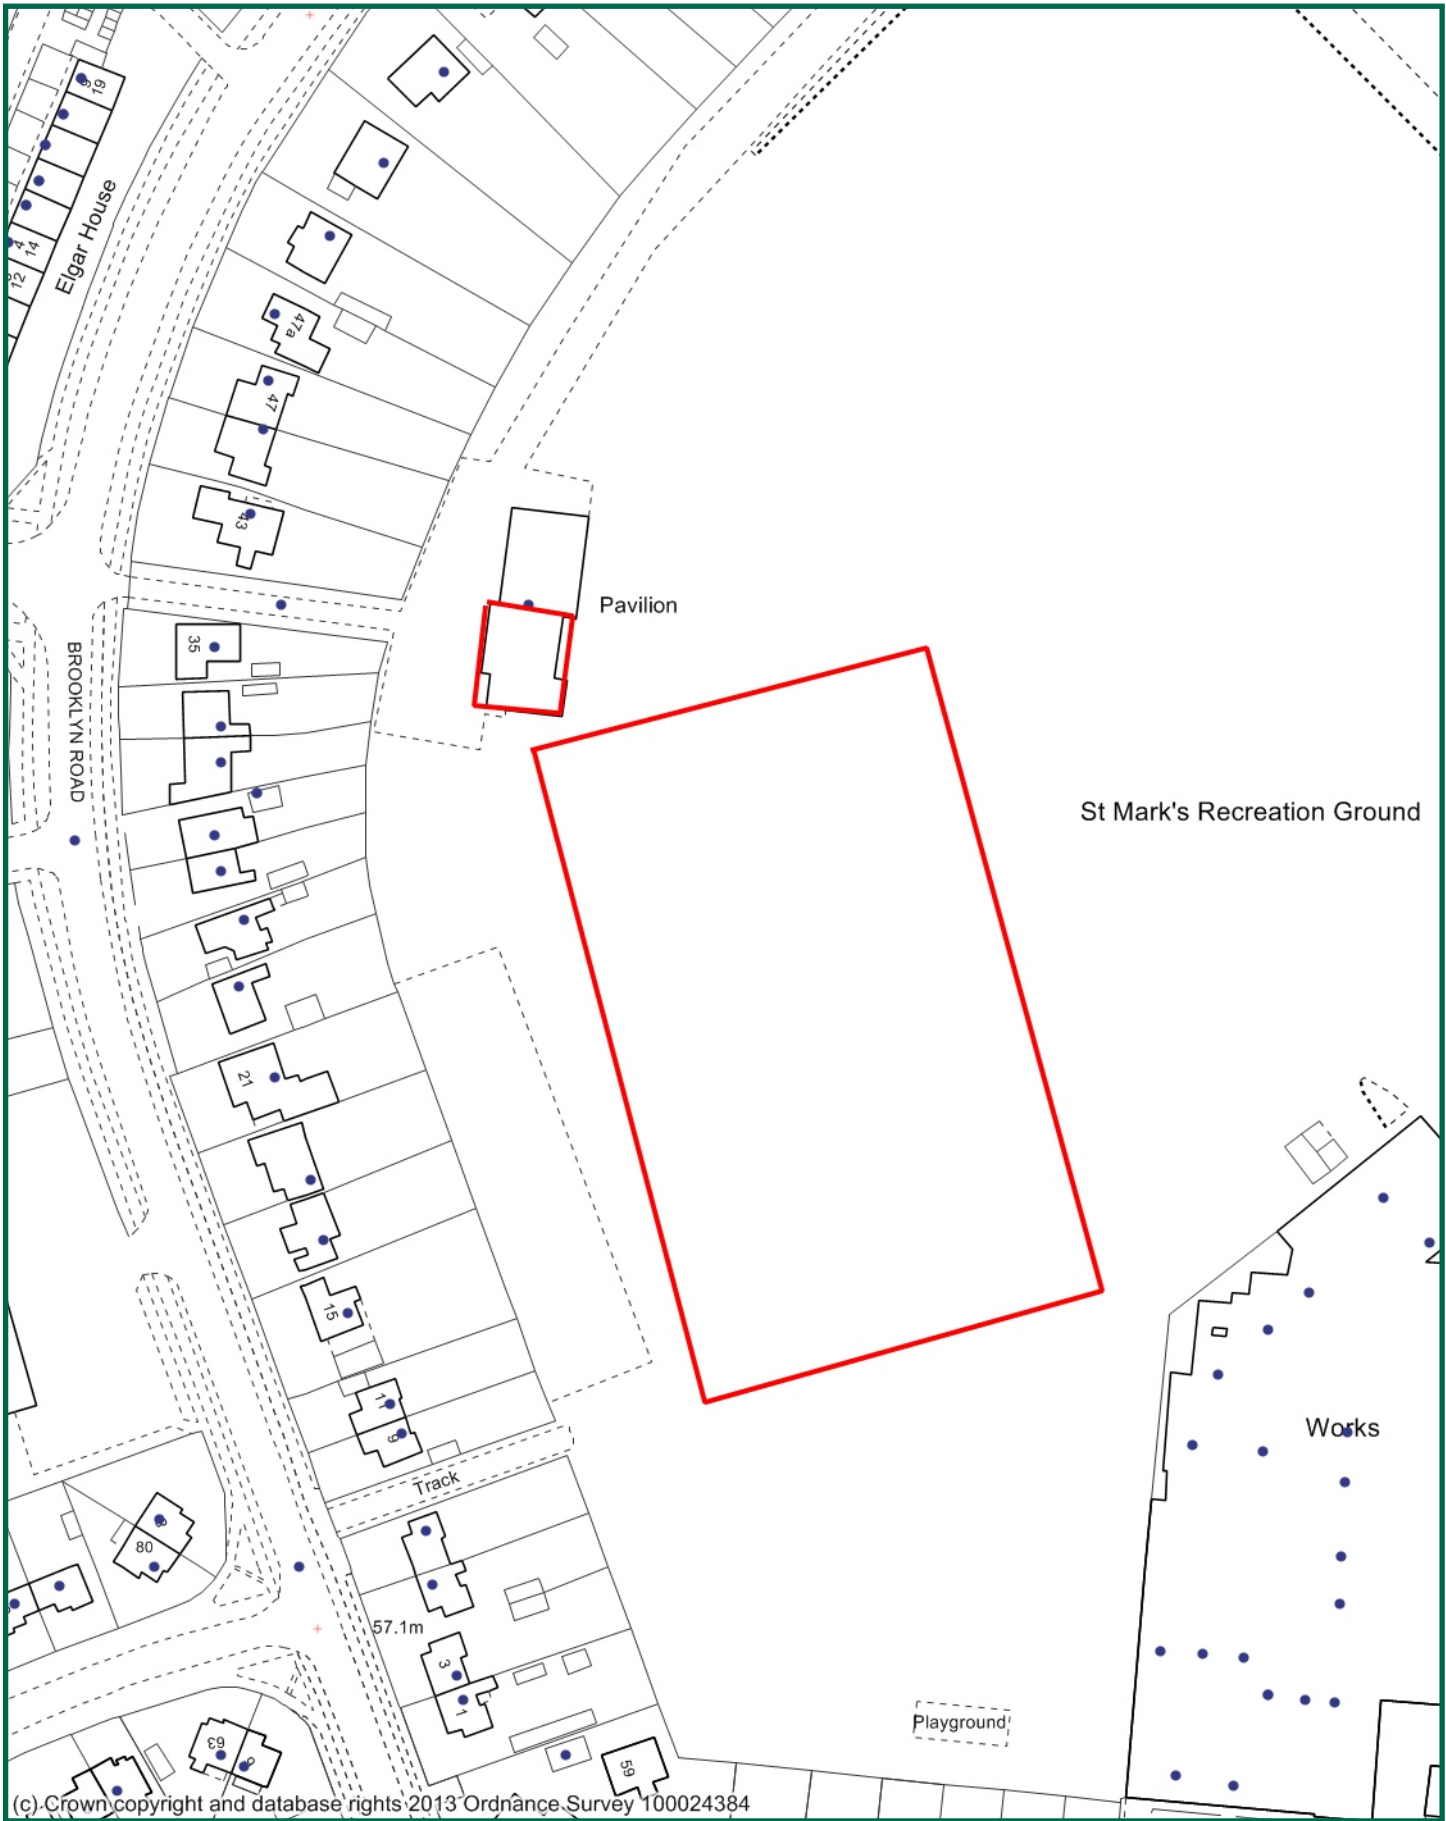 19
Elgar House
14
12
47a
47
43
Pavilion
35
BROOKLYN ROAD
St Mark's Recreation Ground
21
15
11
9
Works
Track
80
57.1m
3
1
Playground
63
59
(c) Crown copyright and database rights 2013 Ordnance Survey 100024384